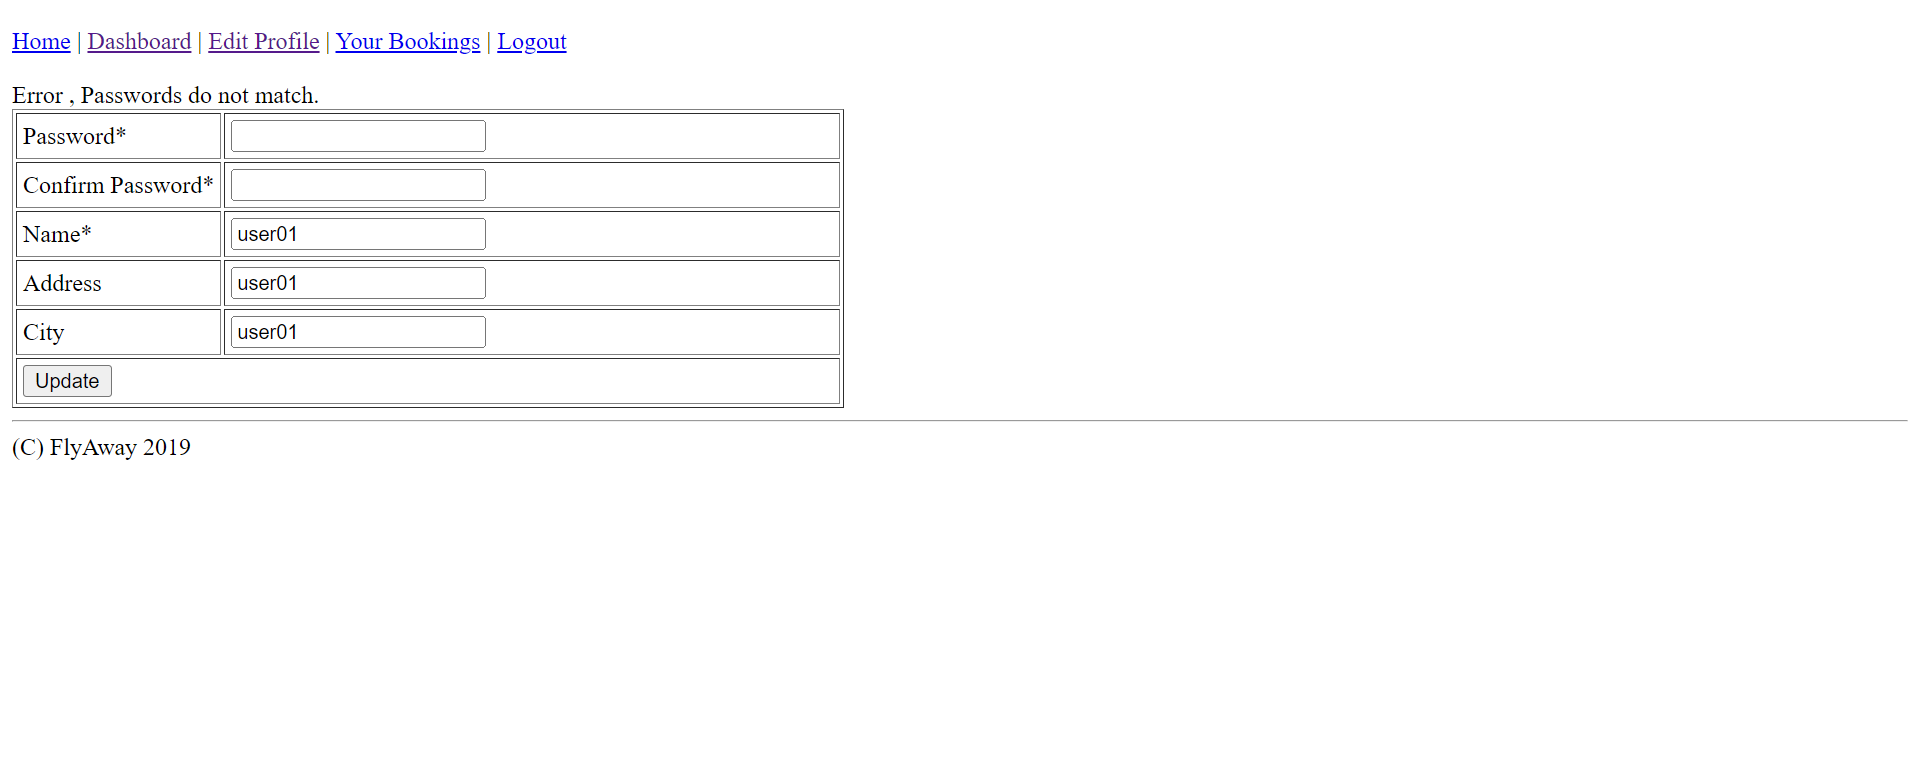 Home | Dashboard | Edit Profile | Your Bookings | Logout
Error , Passwords do not match.
Password*
Confirm Password*
Name* user01
Address user01
City user01
Update
(C) FlyAway 2019